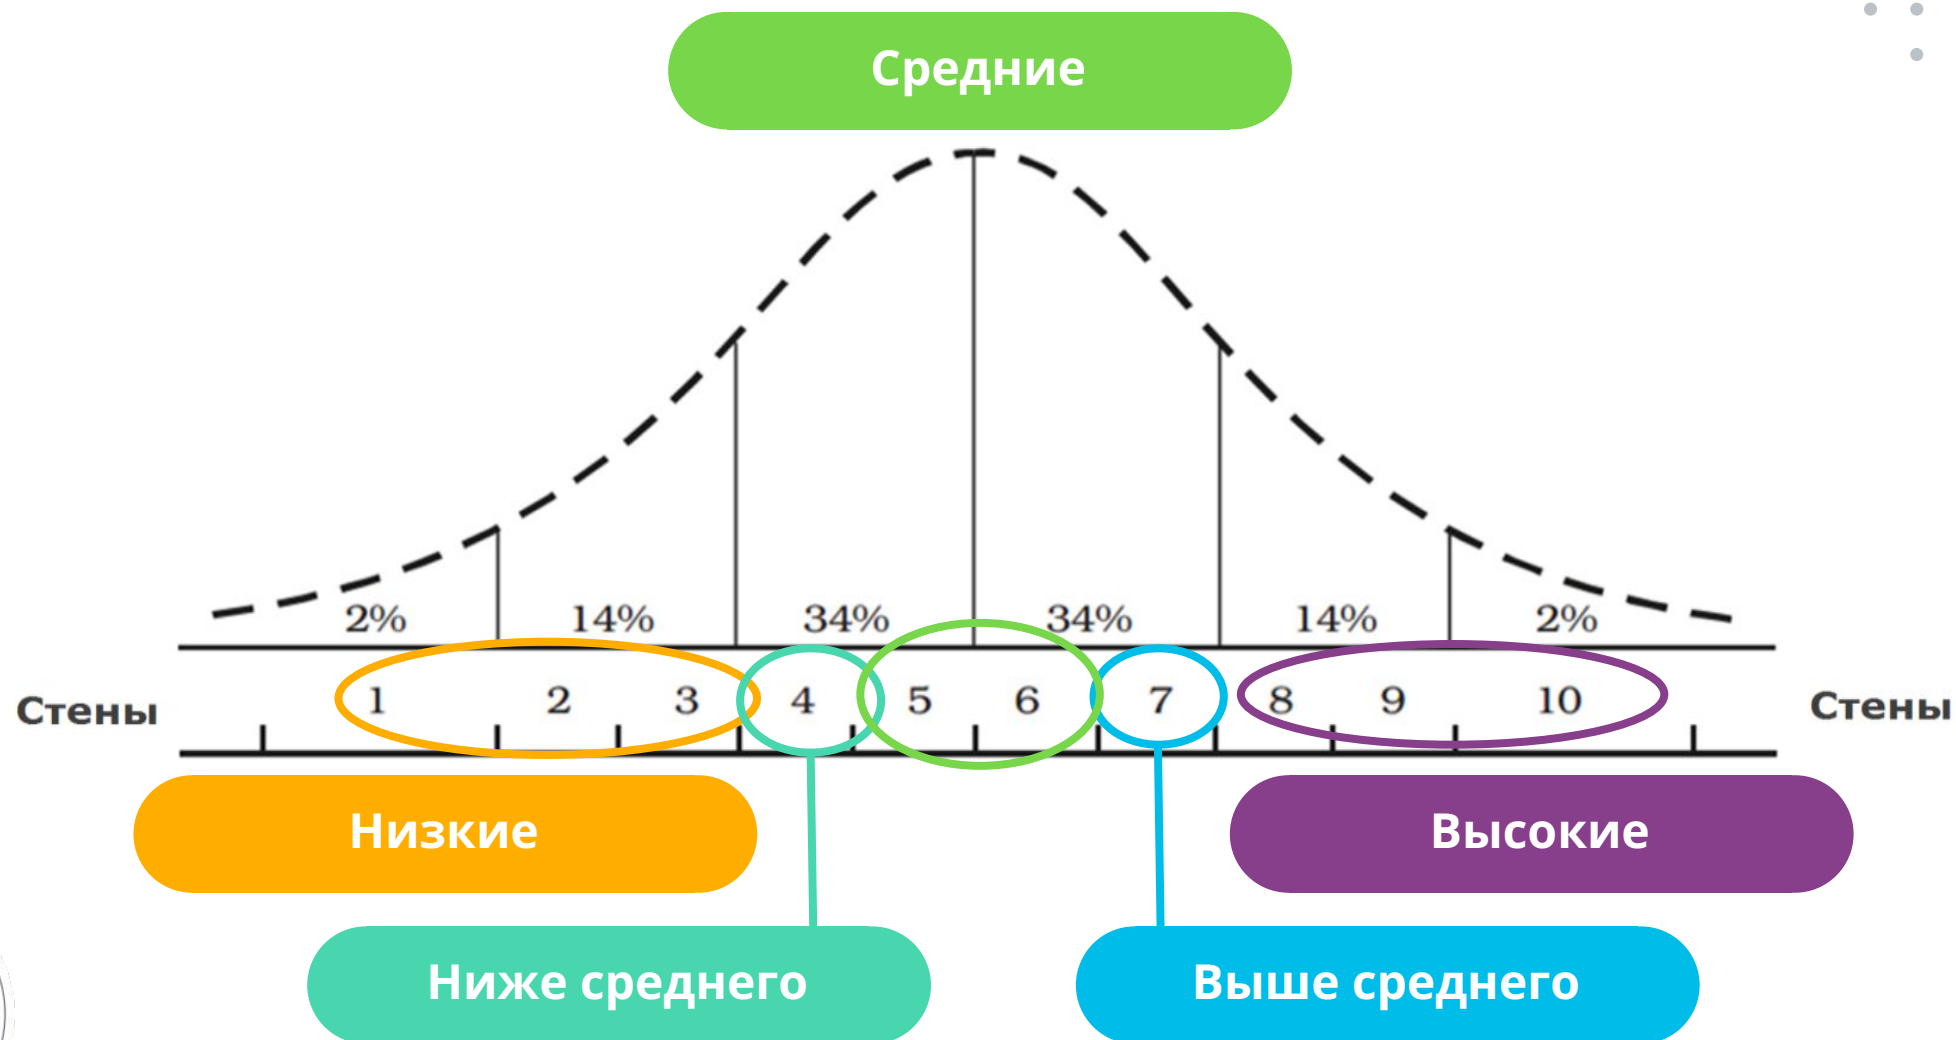 Средние
2% 14% 34% 34% 14% 2%
Стены 1 2 3 4 5 6 7 8 9 10 Стены
Низкие Высокие
Ниже среднего Выше среднего